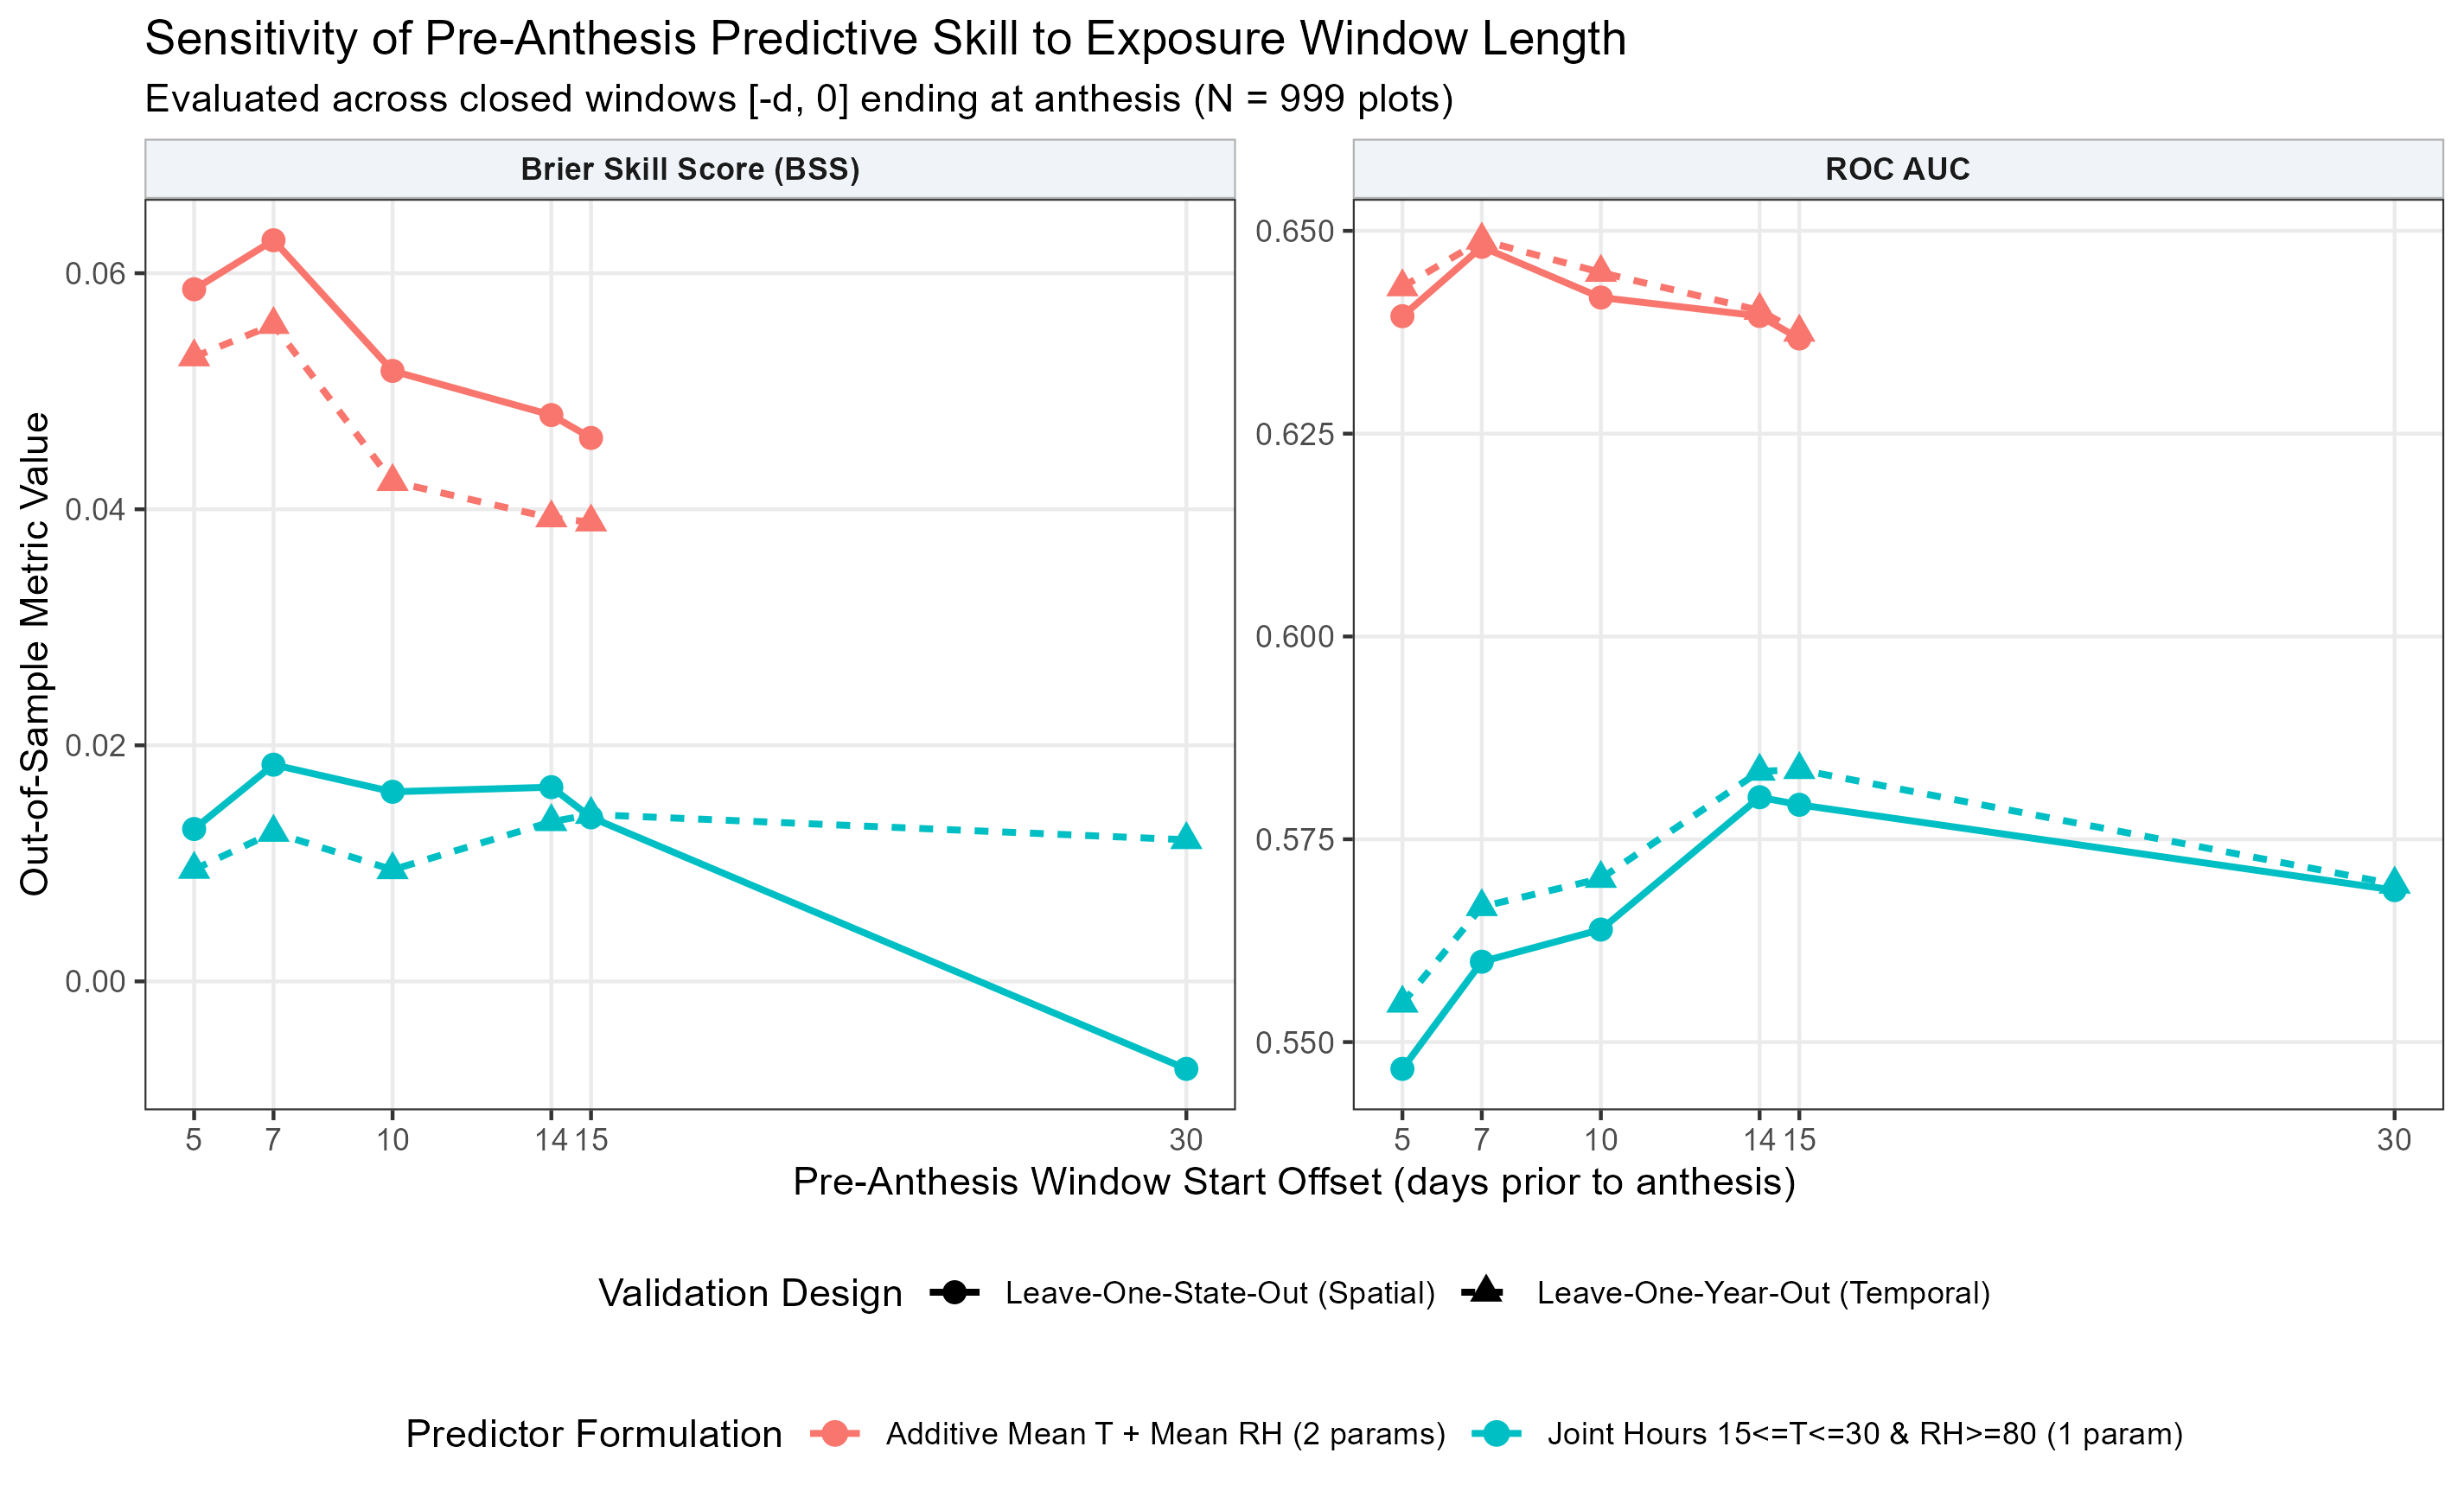 Sensitivity of Pre-Anthesis Predictive Skill to Exposure Window Length
Evaluated across closed windows [-d, 0] ending at anthesis (N = 999 plots)
Brier Skill Score (BSS)
ROC AUC
Out-of-Sample Metric Value
0.06
0.04
0.02
0.00
0.650
0.625
0.600
0.575
0.550
5 7 10 14 15 30
5 7 10 14 15 30
Pre-Anthesis Window Start Offset (days prior to anthesis)
Validation Design Leave-One-State-Out (Spatial) Leave-One-Year-Out (Temporal)
Predictor Formulation Additive Mean T + Mean RH (2 params) Joint Hours 15<=T<=30 & RH>=80 (1 param)